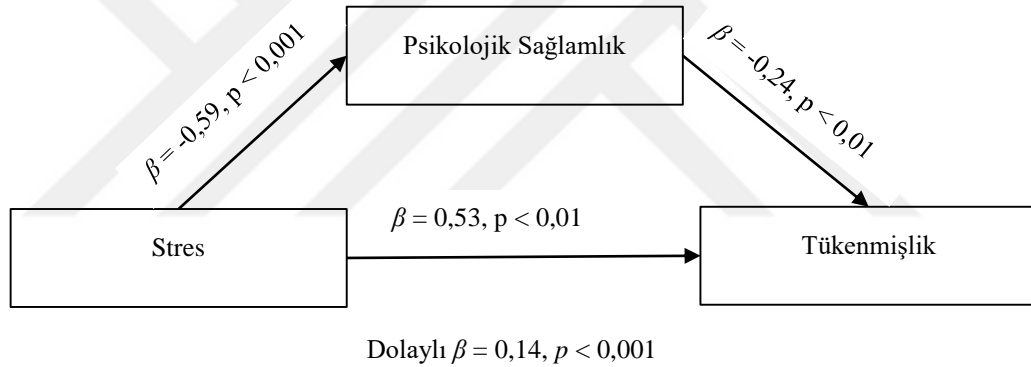 Psikolojik Sağlamlık
β = -0,59, p < 0,001
β = -0,24, p < 0,01
β = 0,53, p < 0,01
Stres
Tükenmişlik
Dolaylı β = 0,14, p < 0,001